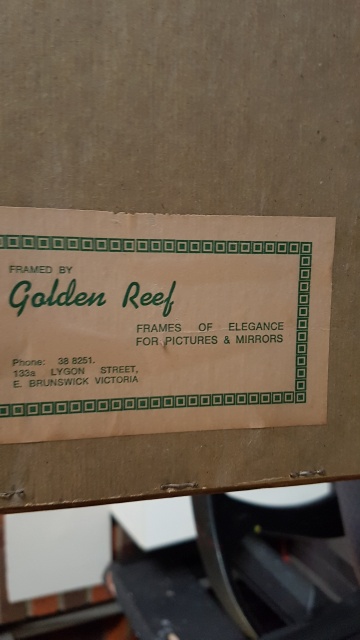 FRAMED BY
Golden Reef
FRAMES OF ELEGANCE
FOR PICTURES & MIRRORS
Phone: 38 8251.
133a LYGON STREET,
E. BRUNSWICK VICTORIA